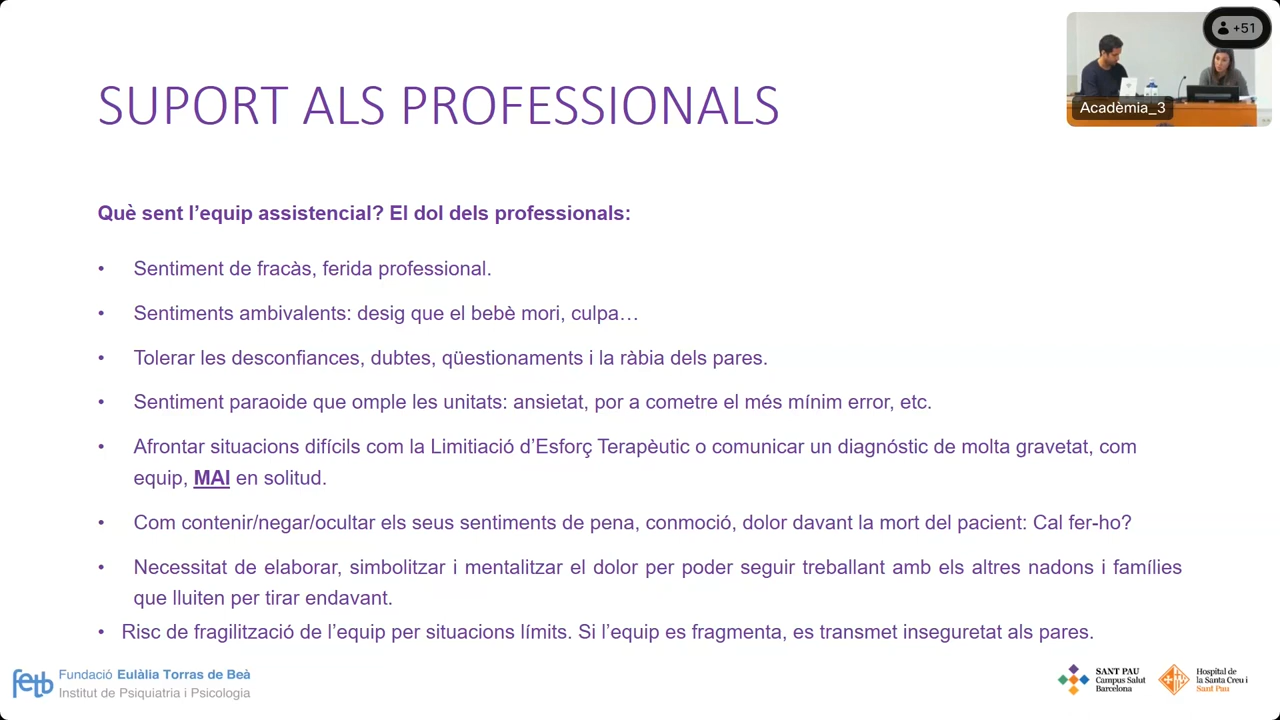 +51
Acadèmia_3
SUPORT ALS PROFESSIONALS
Què sent l'equip assistencial? El dol dels professionals:
• Sentiment de fracàs, ferida professional.
• Sentiments ambivalents: desig que el bebè mori, culpa…
• Tolerar les desconfiances, dubtes, qüestionaments i la ràbia dels pares.
• Sentiment paraoide que omple les unitats: ansietat, por a cometre el més mínim error, etc.
• Afrontar situacions difícils com la Limitiació d'Esforç Terapèutic o comunicar un diagnóstic de molta gravetat, com
equip, MAI en solitud.
• Com contenir/negar/ocultar els seus sentiments de pena, conmoció, dolor davant la mort del pacient: Cal fer-ho?
• Necessitat de elaborar, simbolitzar i mentalitzar el dolor per poder seguir treballant amb els altres nadons i famílies
que lluiten per tirar endavant.
• Risc de fragilització de l'equip per situacions límits. Si l'equip es fragmenta, es transmet inseguretat als pares.
fetb
Fundació Eulàlia Torras de Beà
Institut de Psiquiatria i Psicologia
SANT PAU
Campus Salut
Barcelona
Hospital de
la Santa Creu i
Sant Pau